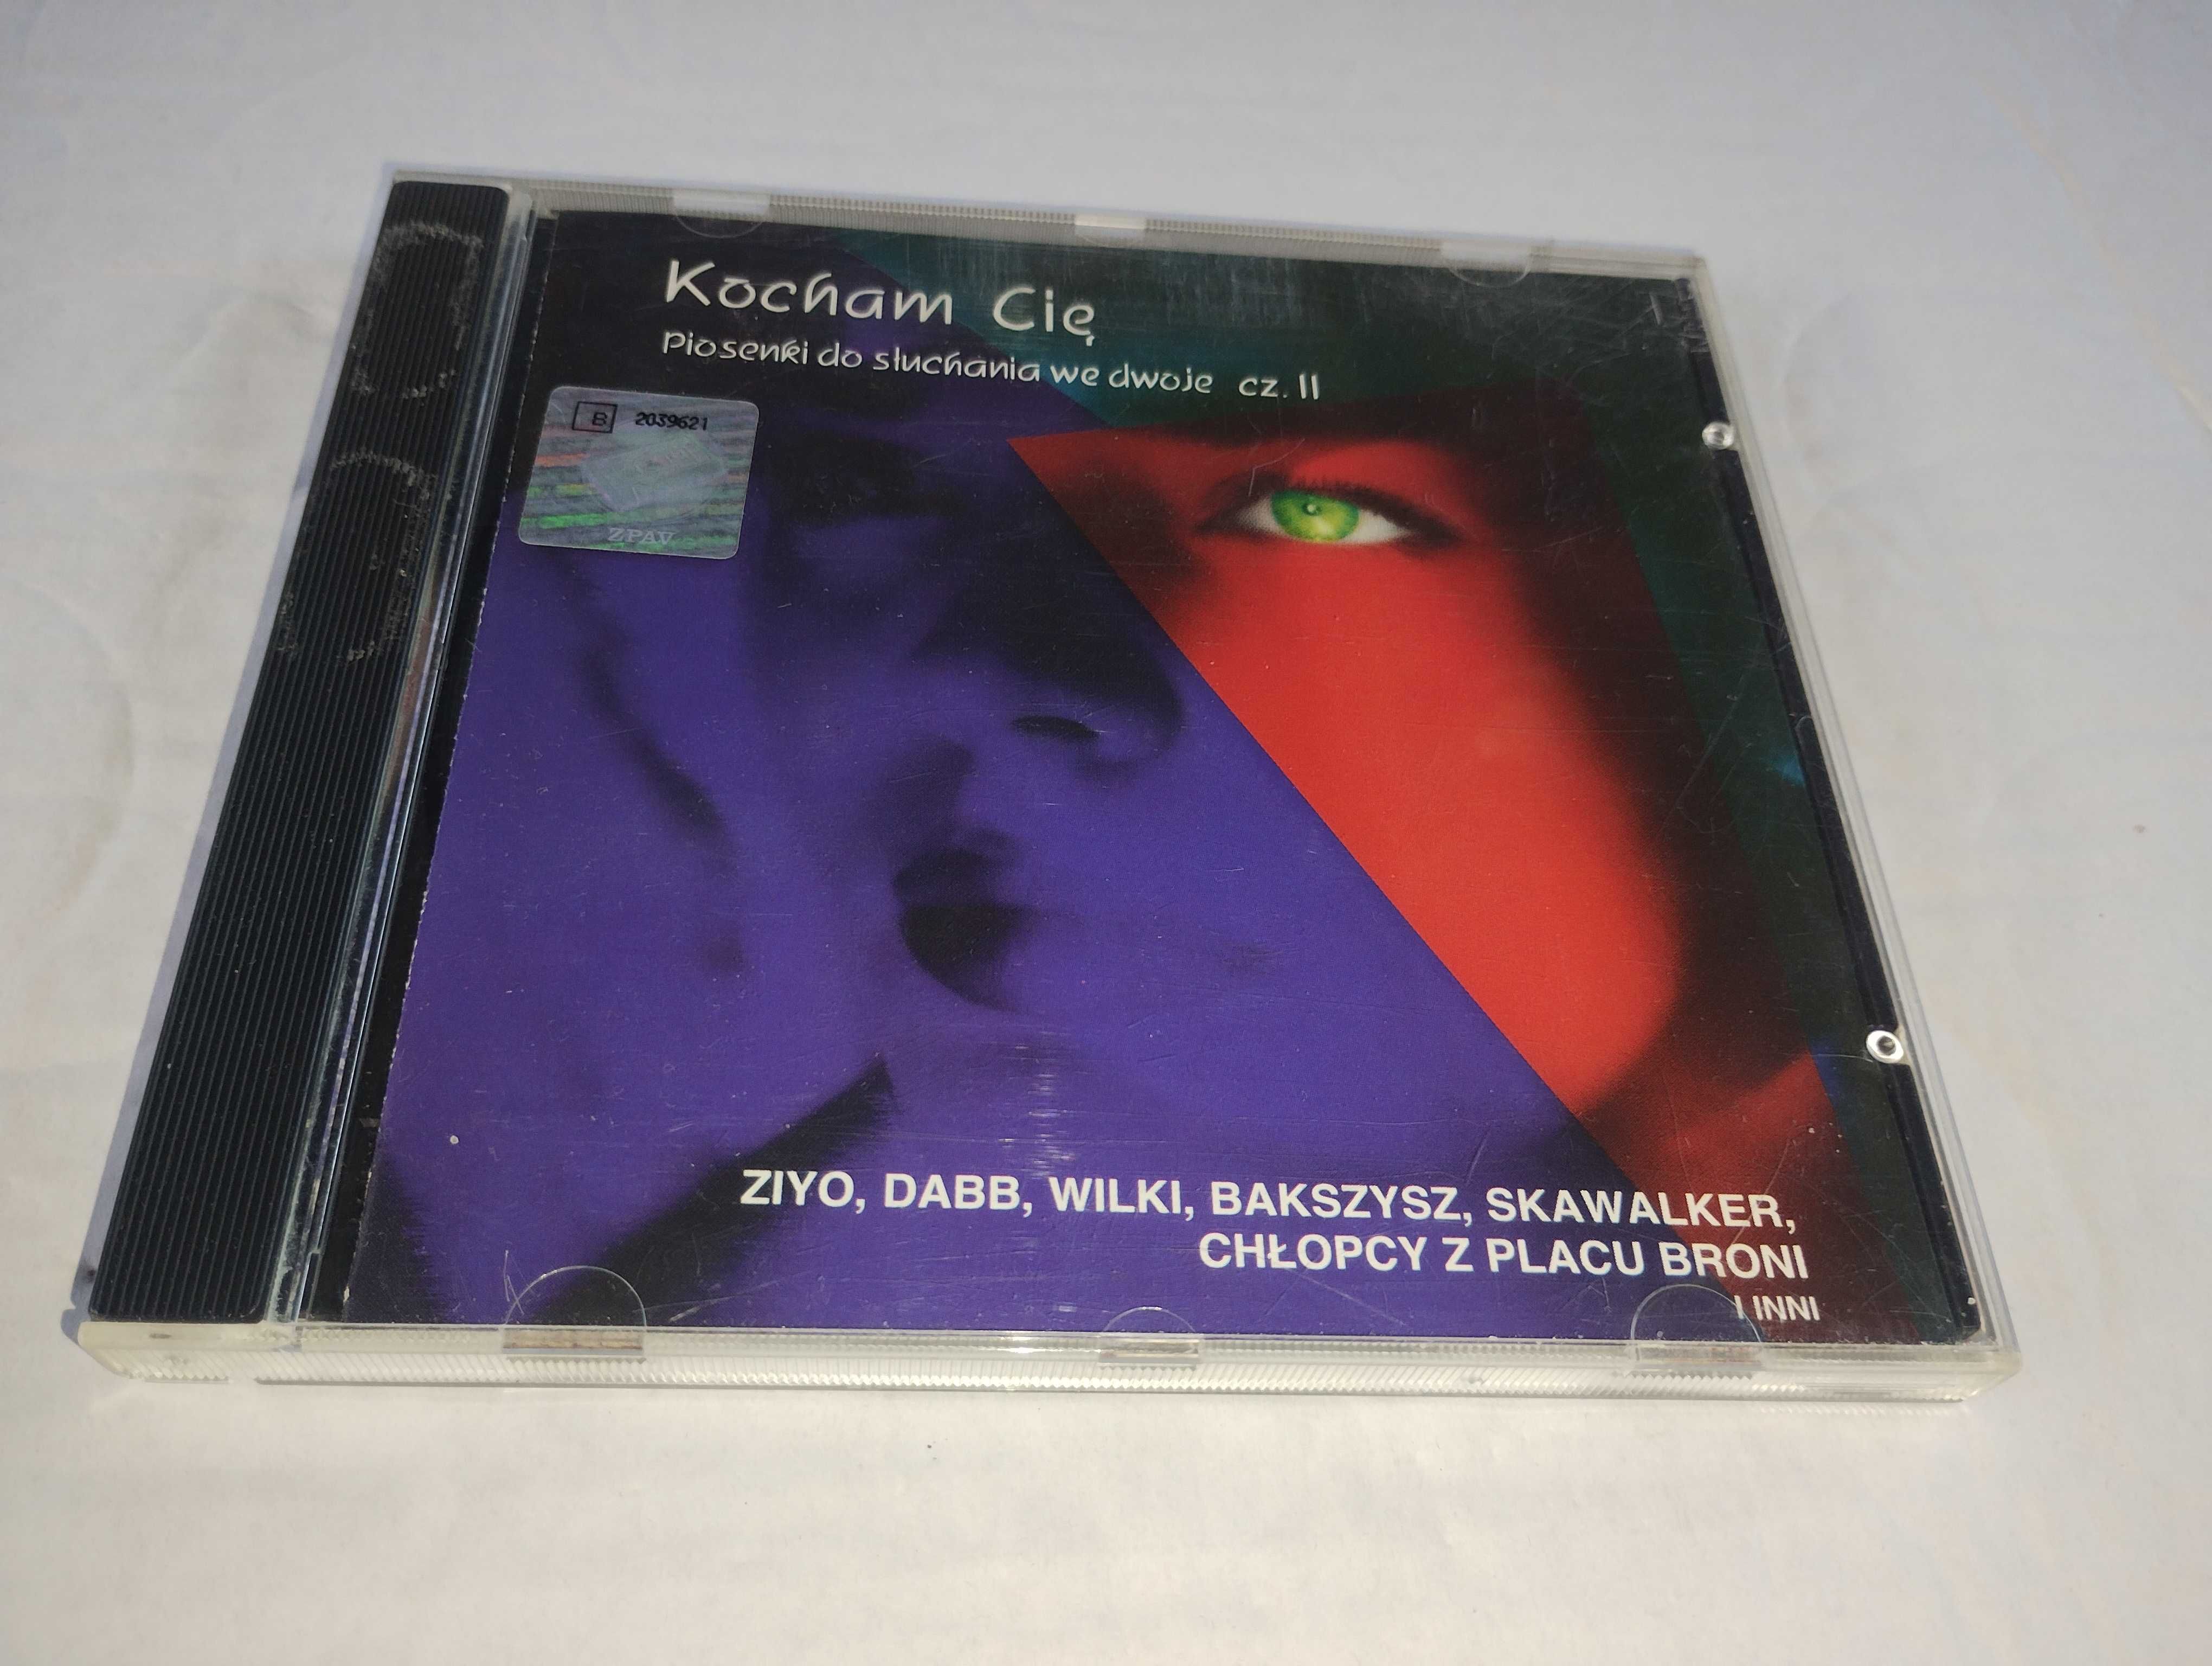 Kocham Cię
Piosenki do słuchania we dwoje cz. II
B 2039621
ZPAV
ZIYO, DABB, WILKI, BAKSZYSZ, SKAWALKER,
CHŁOPCY Z PLACU BRONI
I INNI